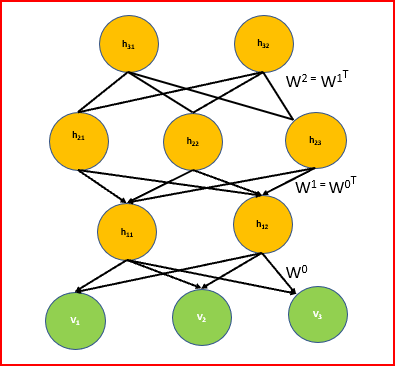 h₃₁ h₃₂
W² = W¹ᵀ
h₂₁ h₂₂ h₂₃
W¹ = W⁰ᵀ
h₁₁ h₁₂
W⁰
V₁ V₂ V₃